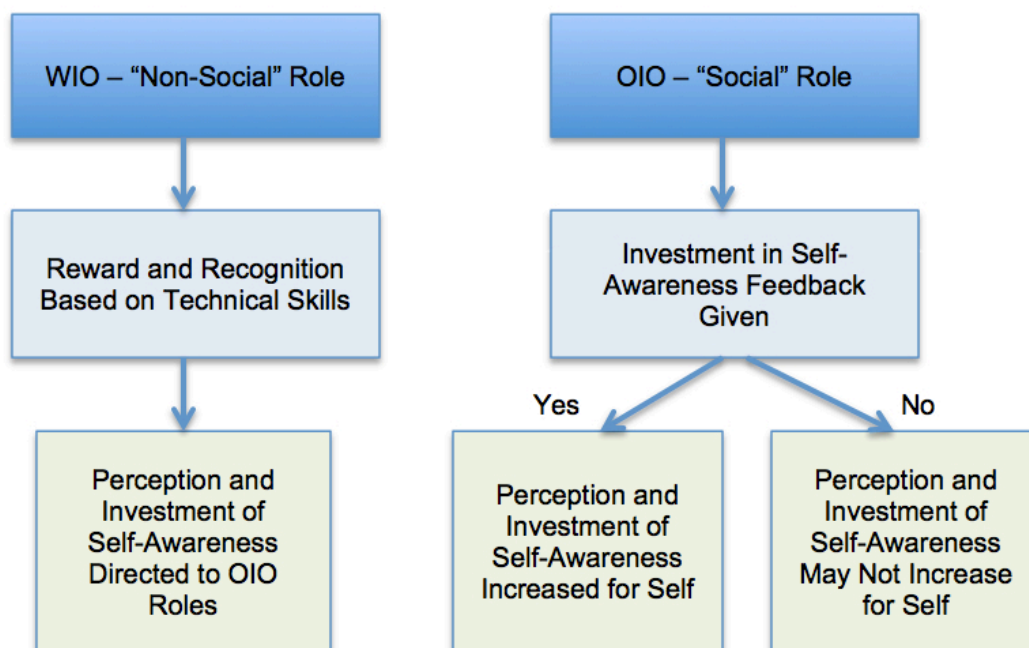 WIO – “Non-Social” Role
OIO – “Social” Role
Reward and Recognition
Based on Technical Skills
Investment in Self-
Awareness Feedback
Given
Yes
No
Perception and
Investment of
Self-Awareness
Directed to OIO
Roles
Perception and
Investment of
Self-Awareness
Increased for Self
Perception and
Investment of
Self-Awareness
May Not Increase
for Self